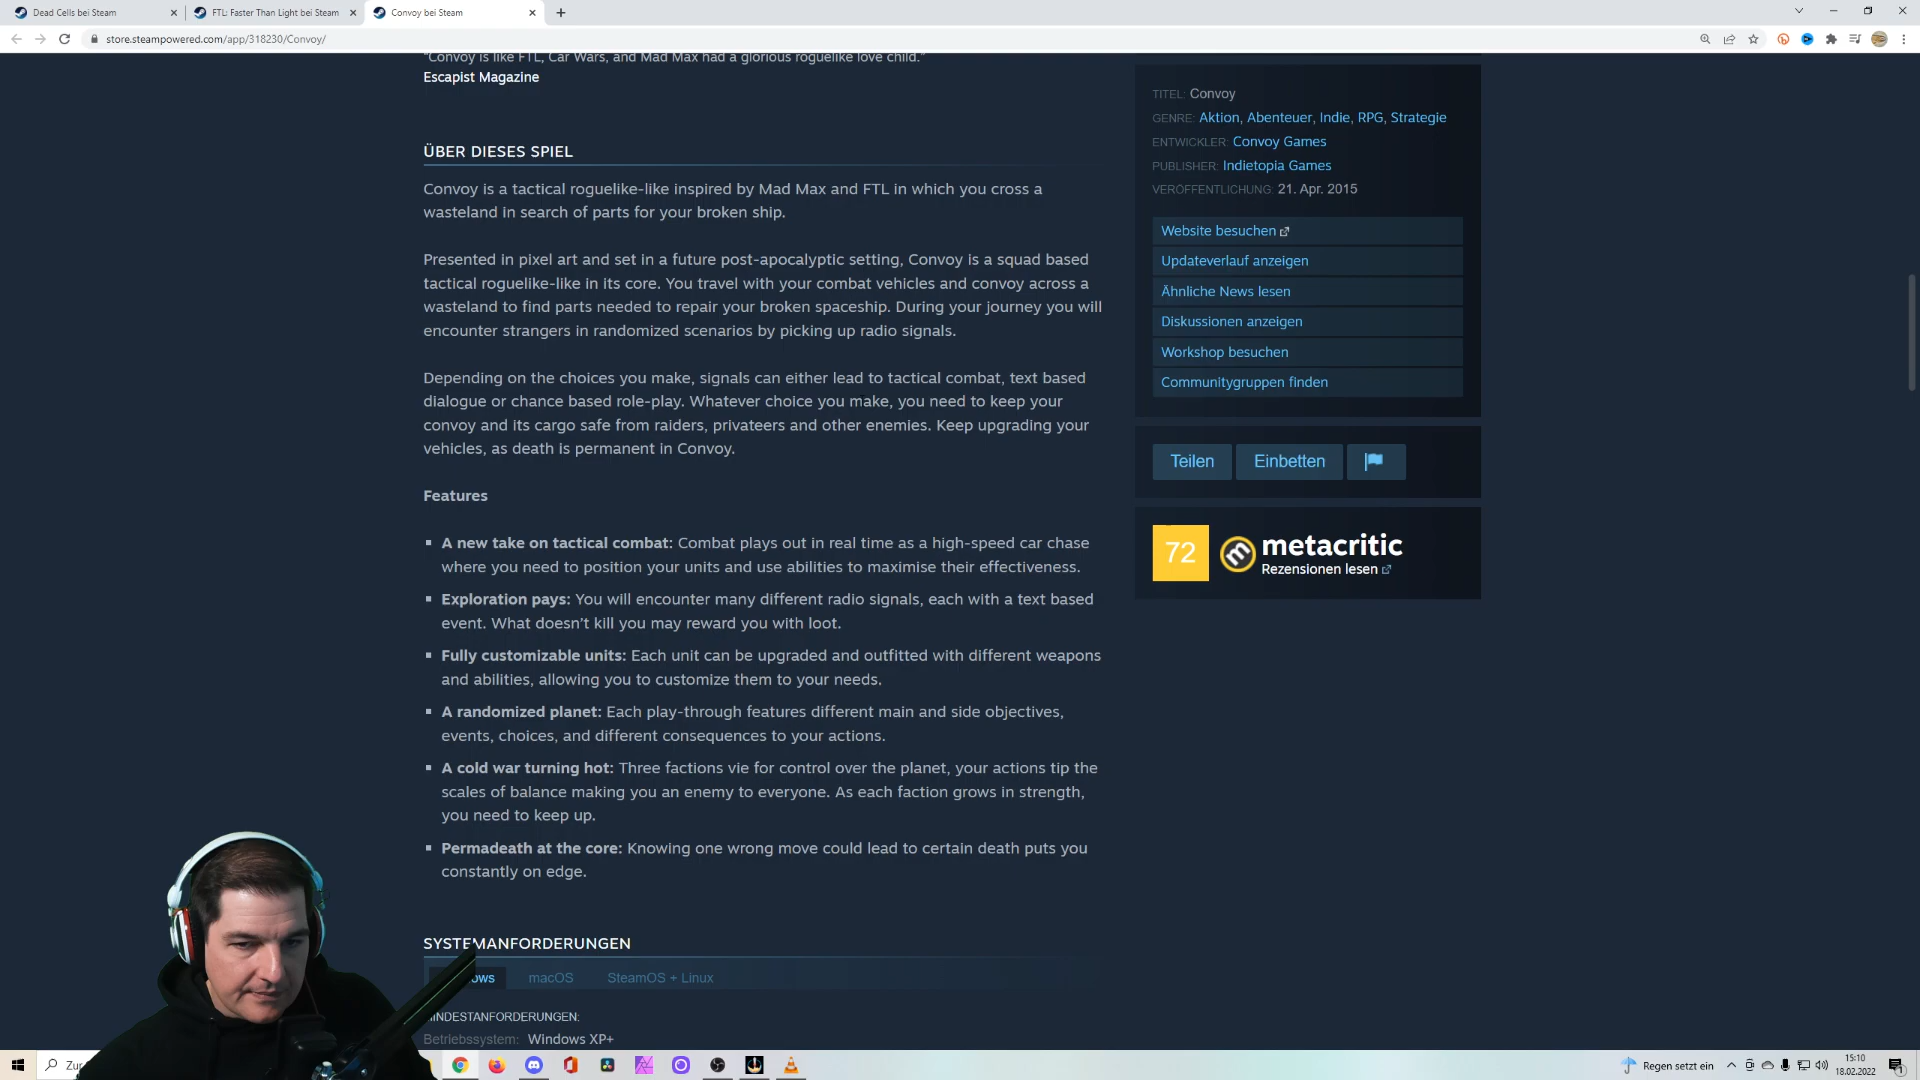 Dead Cells bei Steam
FTL: Faster Than Light bei Steam
Convoy bei Steam
store.steampowered.com/app/318230/Convoy/
"Convoy is like FTL, Car Wars, and Mad Max had a glorious roguelike love child."
Escapist Magazine
ÜBER DIESES SPIEL
Convoy is a tactical roguelike-like inspired by Mad Max and FTL in which you cross a
wasteland in search of parts for your broken ship.
Presented in pixel art and set in a future post-apocalyptic setting, Convoy is a squad based
tactical roguelike-like in its core. You travel with your combat vehicles and convoy across a
wasteland to find parts needed to repair your broken spaceship. During your journey you will
encounter strangers in randomized scenarios by picking up radio signals.
Depending on the choices you make, signals can either lead to tactical combat, text based
dialogue or chance based role-play. Whatever choice you make, you need to keep your
convoy and its cargo safe from raiders, privateers and other enemies. Keep upgrading your
vehicles, as death is permanent in Convoy.
Features
A new take on tactical combat: Combat plays out in real time as a high-speed car chase
where you need to position your units and use abilities to maximise their effectiveness.
Exploration pays: You will encounter many different radio signals, each with a text based
event. What doesn't kill you may reward you with loot.
Fully customizable units: Each unit can be upgraded and outfitted with different weapons
and abilities, allowing you to customize them to your needs.
A randomized planet: Each play-through features different main and side objectives,
events, choices, and different consequences to your actions.
A cold war turning hot: Three factions vie for control over the planet, your actions tip the
scales of balance making you an enemy to everyone. As each faction grows in strength,
you need to keep up.
Permadeath at the core: Knowing one wrong move could lead to certain death puts you
constantly on edge.
SYSTEMANFORDERUNGEN
ows
macOS
SteamOS + Linux
INDESTANFORDERUNGEN:
Betriebssystem: Windows XP+
TITEL: Convoy
GENRE: Aktion, Abenteuer, Indie, RPG, Strategie
ENTWICKLER: Convoy Games
PUBLISHER: Indietopia Games
VERÖFFENTLICHUNG: 21. Apr. 2015
Website besuchen
Updateverlauf anzeigen
Ähnliche News lesen
Diskussionen anzeigen
Workshop besuchen
Communitygruppen finden
Teilen
Einbetten
72
metacritic
Rezensionen lesen
Zur
Regen setzt ein
15:10
18.02.2022